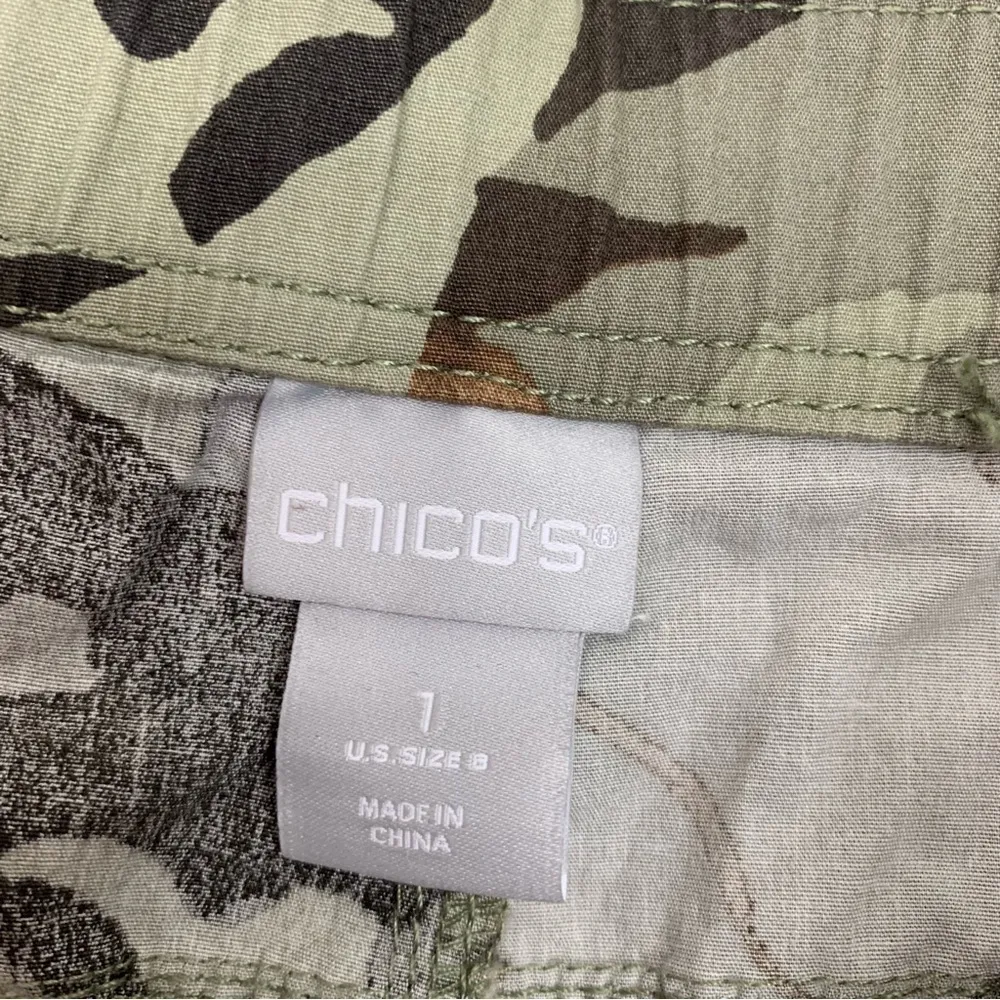 chico's®
1
U.S. SIZE 8
MADE IN
CHINA